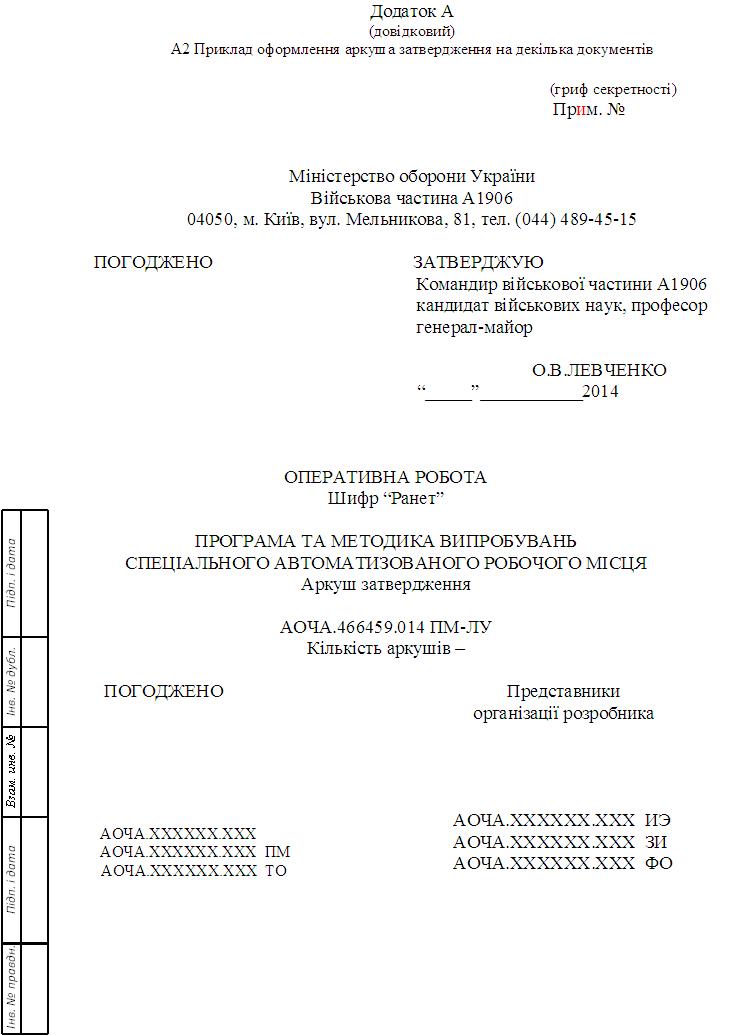 Додаток А
(довідковий)
А2 Приклад оформлення аркуша затвердження на декілька документів
(гриф секретності)
Прим. №
Міністерство оборони України
Військова частина А1906
04050, м. Київ, вул. Мельникова, 81, тел. (044) 489-45-15
ПОГОДЖЕНО
ЗАТВЕРДЖУЮ
Командир військової частини А1906
кандидат військових наук, професор
генерал-майор
О.В.ЛЕВЧЕНКО
“_____”___________2014
ОПЕРАТИВНА РОБОТА
Шифр “Ранет”
ПРОГРАМА ТА МЕТОДИКА ВИПРОБУВАНЬ
СПЕЦІАЛЬНОГО АВТОМАТИЗОВАНОГО РОБОЧОГО МІСЦЯ
Аркуш затвердження
АОЧА.466459.014 ПМ-ЛУ
Кількість аркушів –
ПОГОДЖЕНО
Представники
організації розробника
АОЧА.ХХХХХХ.ХХХ
АОЧА.ХХХХХХ.ХХХ ПМ
АОЧА.ХХХХХХ.ХХХ ТО
АОЧА.ХХХХХХ.ХХХ ИЭ
АОЧА.ХХХХХХ.ХХХ ЗИ
АОЧА.ХХХХХХ.ХХХ ФО
Підп. і дата
Інв. № дубл.
Взам. инв. №
Підп. і дата
Інв. № правдн.